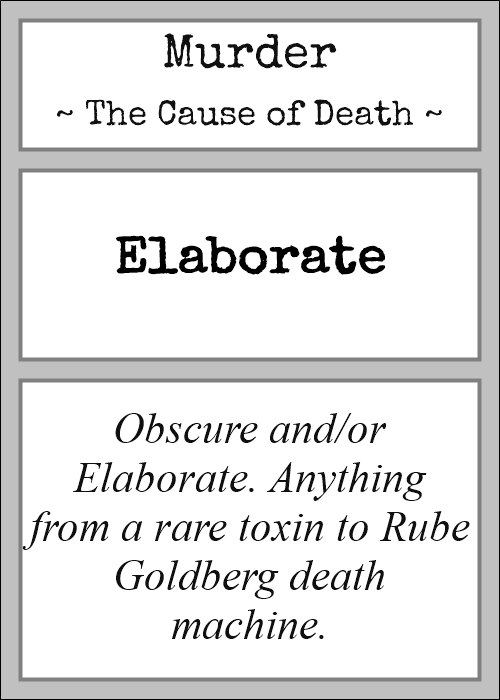 Murder
~ The Cause of Death ~
Elaborate
Obscure and/or
Elaborate. Anything
from a rare toxin to Rube
Goldberg death
machine.